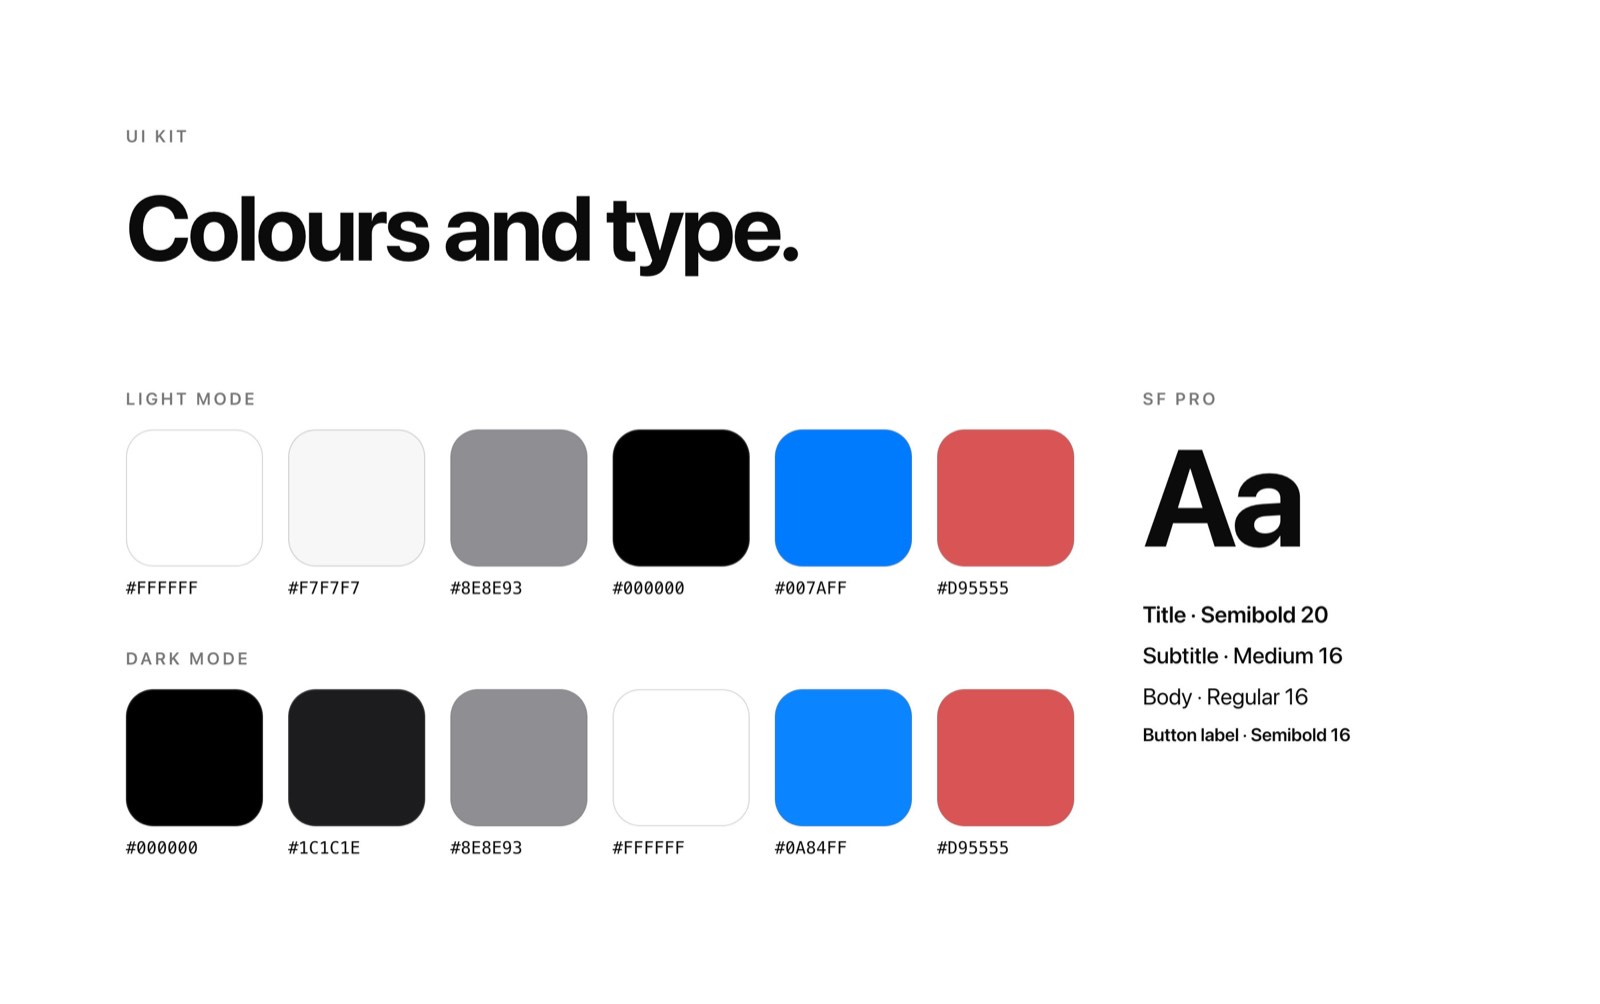 UI KIT
Colours and type.
LIGHT MODE
#FFFFFF
#F7F7F7
#8E8E93
#000000
#007AFF
#D95555
DARK MODE
#000000
#1C1C1E
#8E8E93
#FFFFFF
#0A84FF
#D95555
SF PRO
Aa
Title · Semibold 20
Subtitle · Medium 16
Body · Regular 16
Button label · Semibold 16